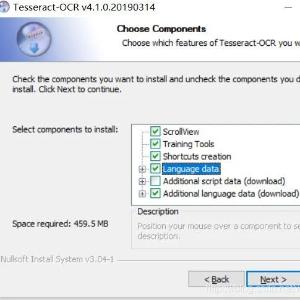 Tesseract-OCR v4.1.0.20190314
Choose Components
Choose which features of Tesseract-OCR you w
Check the components you want to install and uncheck the components you d
install. Click Next to continue.
Select components to install:
ScrollView
Training Tools
Shortcuts creation
Language data
Additional script data (download)
Additional language data (download)
Space required: 459.5 MB
Description
Position your mouse over a component to se
description.
Nullsoft Install System v3.04-1
< Back
Next >